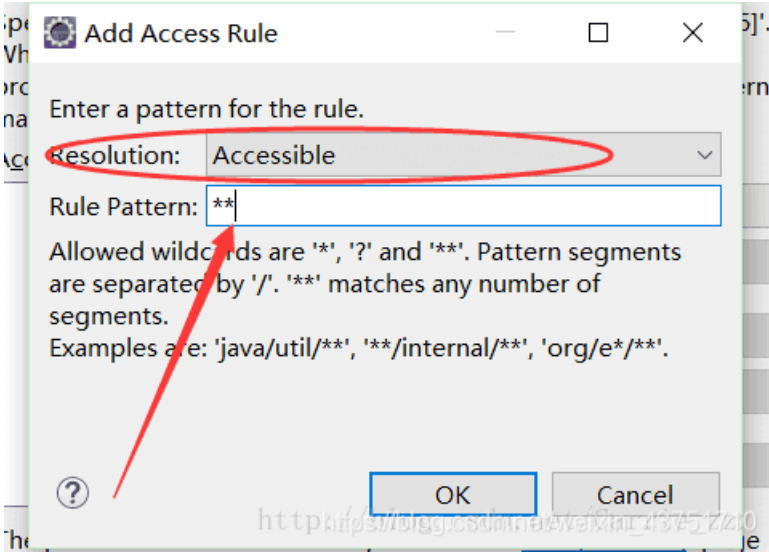 Add Access Rule
Enter a pattern for the rule.
Resolution: Accessible
Rule Pattern: **
Allowed wildcards are '*', '?' and '**'. Pattern segments
are separated by '/'. '**' matches any number of
segments.
Examples are: 'java/util/**', '**/internal/**', 'org/e*/**'.
OK Cancel